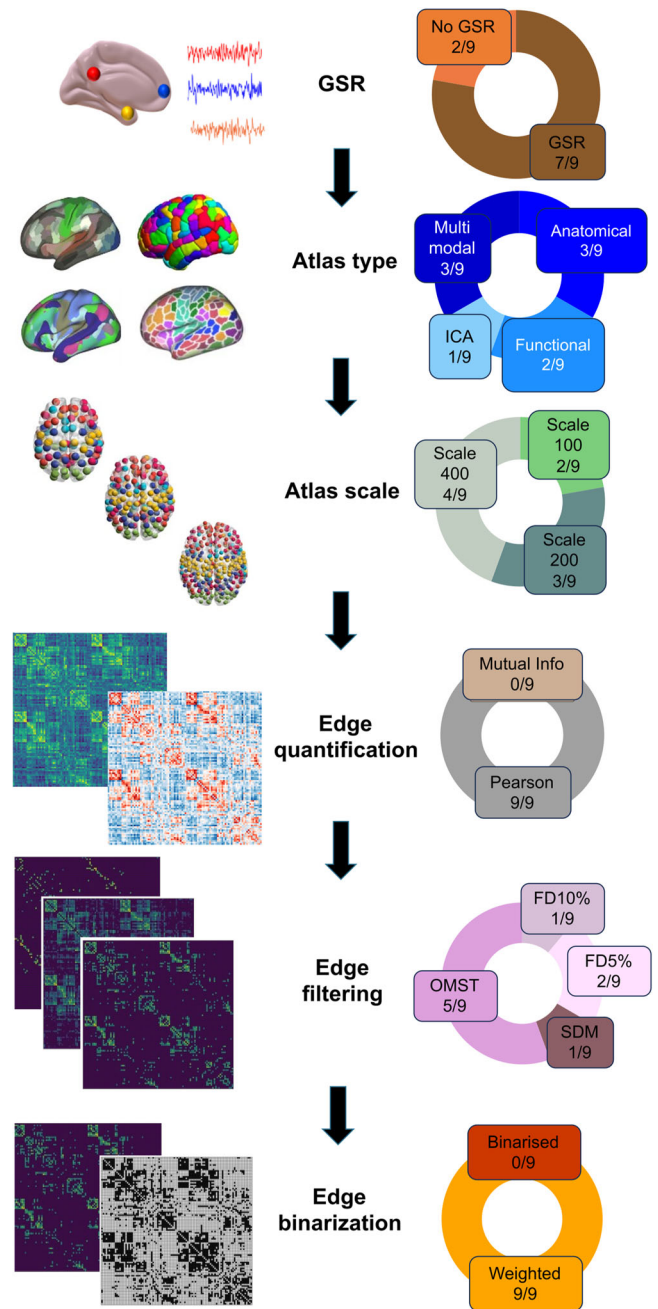 No GSR
2/9
GSR
GSR
7/9
Atlas type
Multi
modal
3/9
Anatomical
3/9
ICA
1/9
Functional
2/9
Atlas scale
Scale
400
4/9
Scale
100
2/9
Scale
200
3/9
Edge
quantification
Mutual Info
0/9
Pearson
9/9
Edge
filtering
FD10%
1/9
FD5%
2/9
OMST
5/9
SDM
1/9
Edge
binarization
Binarised
0/9
Weighted
9/9